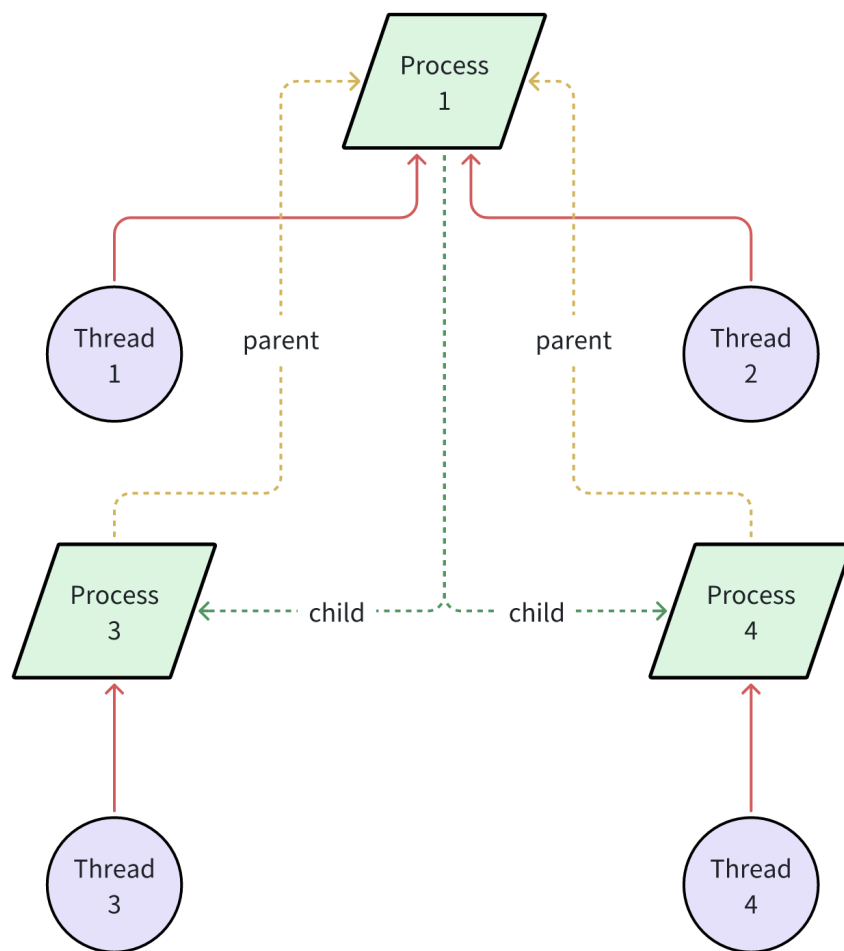 Process
1
Thread
1
parent
parent
Thread
2
Process
3
child
child
Process
4
Thread
3
Thread
4